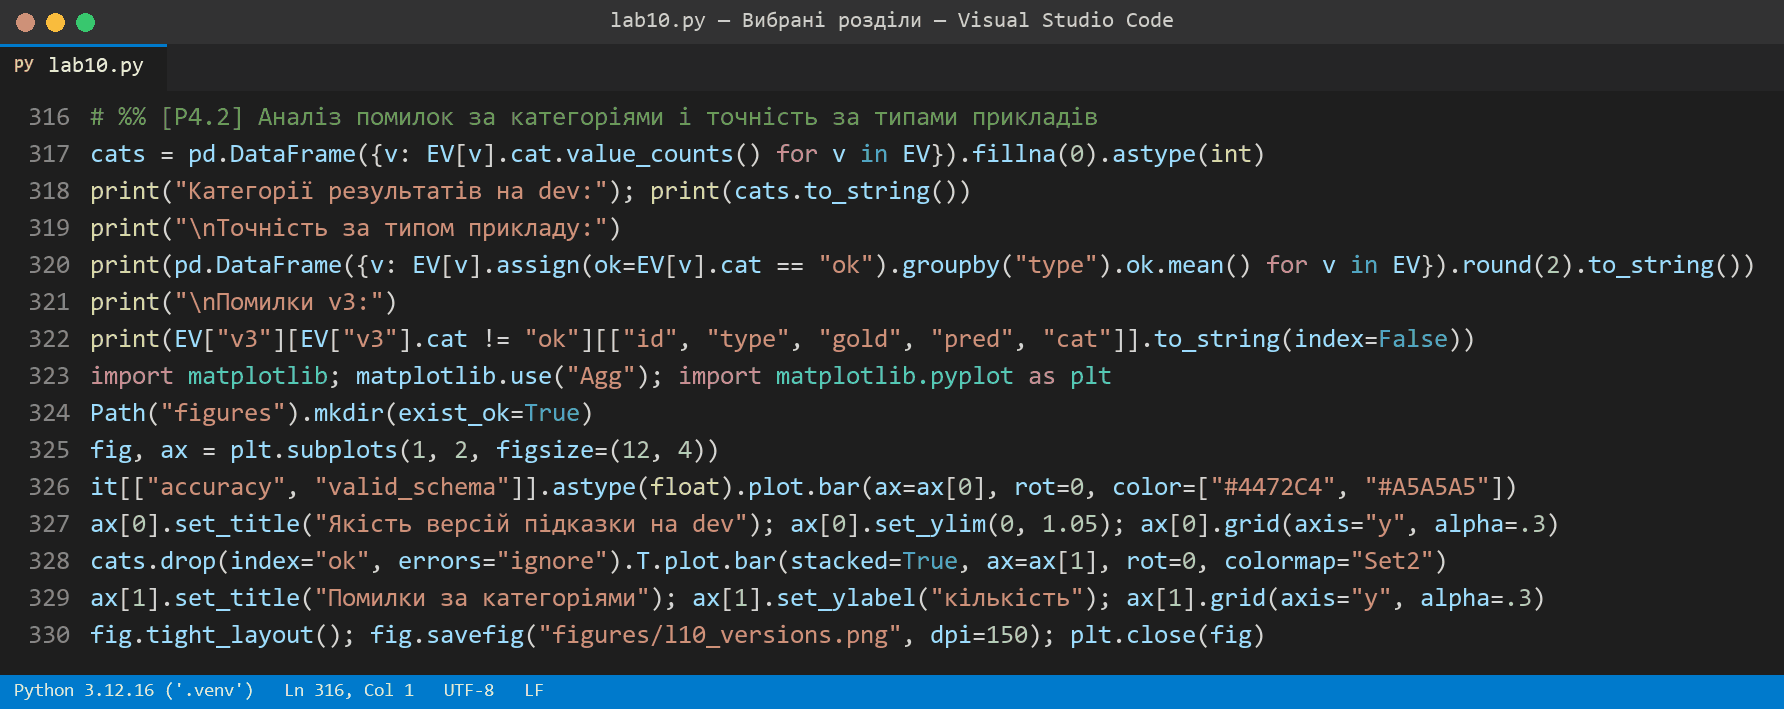 lab10.py — Вибрані розділи — Visual Studio Code
PY lab10.py
316 # %% [P4.2] Аналіз помилок за категоріями і точність за типами прикладів
317 cats = pd.DataFrame({v: EV[v].cat.value_counts() for v in EV}).fillna(0).astype(int)
318 print("Категорії результатів на dev:"); print(cats.to_string())
319 print("\nТочність за типом прикладу:")
320 print(pd.DataFrame({v: EV[v].assign(ok=EV[v].cat == "ok").groupby("type").ok.mean() for v in EV}).round(2).to_string())
321 print("\nПомилки v3:")
322 print(EV["v3"][EV["v3"].cat != "ok"][["id", "type", "gold", "pred", "cat"]].to_string(index=False))
323 import matplotlib; matplotlib.use("Agg"); import matplotlib.pyplot as plt
324 Path("figures").mkdir(exist_ok=True)
325 fig, ax = plt.subplots(1, 2, figsize=(12, 4))
326 it[["accuracy", "valid_schema"]].astype(float).plot.bar(ax=ax[0], rot=0, color=["#4472C4", "#A5A5A5"])
327 ax[0].set_title("Якість версій підказки на dev"); ax[0].set_ylim(0, 1.05); ax[0].grid(axis="y", alpha=.3)
328 cats.drop(index="ok", errors="ignore").T.plot.bar(stacked=True, ax=ax[1], rot=0, colormap="Set2")
329 ax[1].set_title("Помилки за категоріями"); ax[1].set_ylabel("кількість"); ax[1].grid(axis="y", alpha=.3)
330 fig.tight_layout(); fig.savefig("figures/l10_versions.png", dpi=150); plt.close(fig)
Python 3.12.16 ('.venv') Ln 316, Col 1 UTF-8 LF